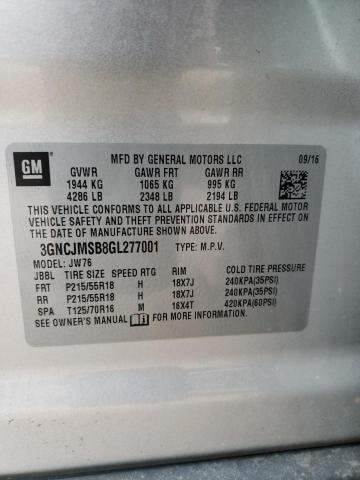 MFD BY GENERAL MOTORS LLC 09/16
GM
GVWR GAWR FRT GAWR RR
1944 KG 1065 KG 995 KG
4286 LB 2348 LB 2194 LB
THIS VEHICLE CONFORMS TO ALL APPLICABLE U.S. FEDERAL MOTOR
VEHICLE SAFETY AND THEFT PREVENTION STANDARDS IN EFFECT ON
THE DATE OF MANUFACTURE SHOWN ABOVE.
3GNCJMSB8GL277001 TYPE: M.P.V.
MODEL: JW76
JBBL TIRE SIZE SPEED RTG RIM COLD TIRE PRESSURE
FRT P215/55R18 H 18X7J 240KPA(35PSI)
RR P215/55R18 H 18X7J 240KPA(35PSI)
SPA T125/70R16 M 16X4T 420KPA(60PSI)
SEE OWNER'S MANUAL FOR MORE INFORMATION.